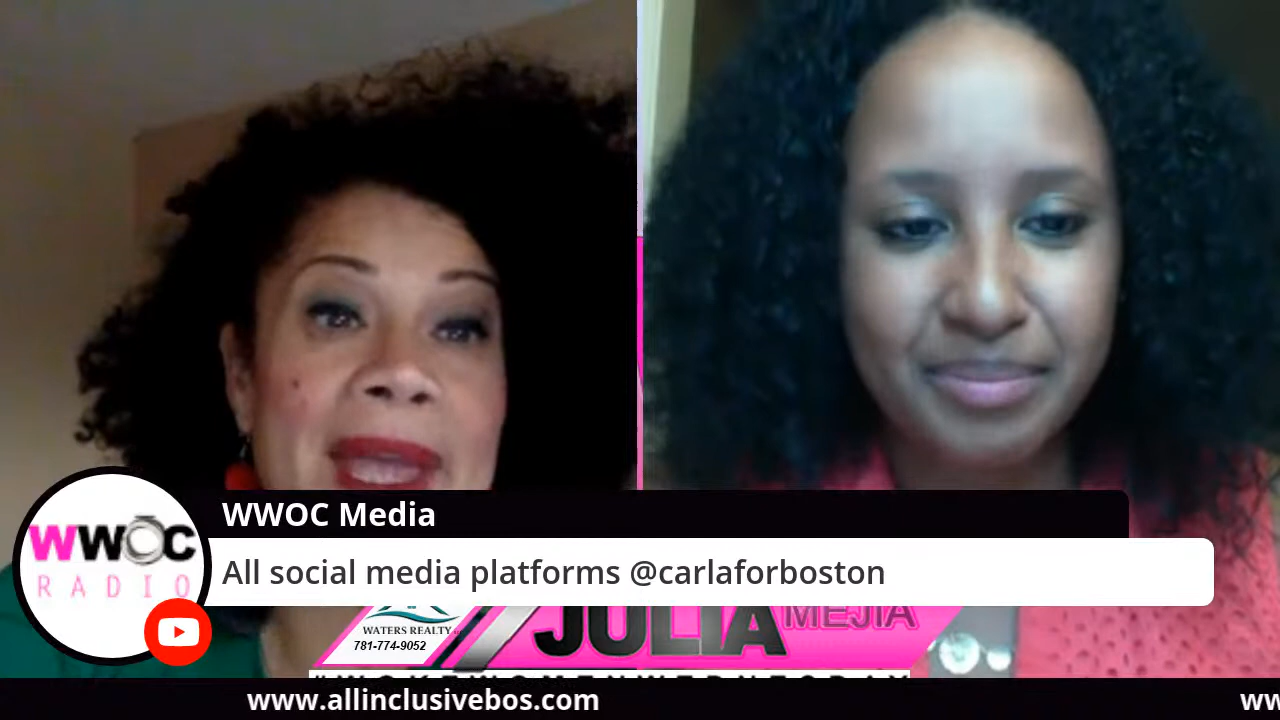 WWOC Media
WWOC
RADIO
All social media platforms @carlaforboston
WATERS REALTY
781-774-9052
JULIA MEJIA
www.allinclusivebos.com
ww